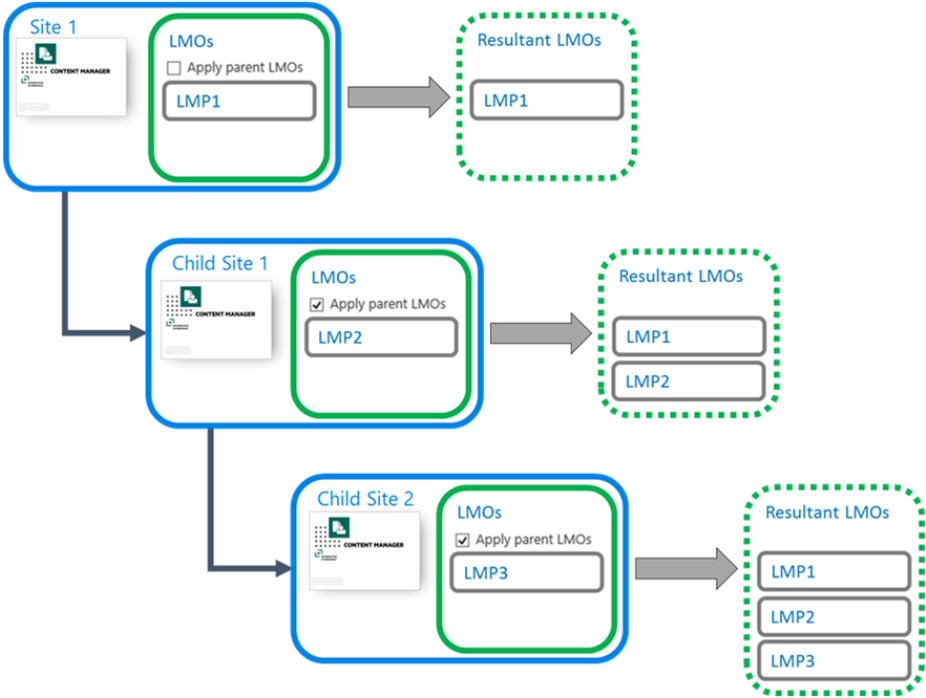 Site 1
CONTENT MANAGER
LMOs
Apply parent LMOs
LMP1
Resultant LMOs
LMP1
Child Site 1
CONTENT MANAGER
LMOs
Apply parent LMOs
LMP2
Resultant LMOs
LMP1
LMP2
Child Site 2
CONTENT MANAGER
LMOs
Apply parent LMOs
LMP3
Resultant LMOs
LMP1
LMP2
LMP3